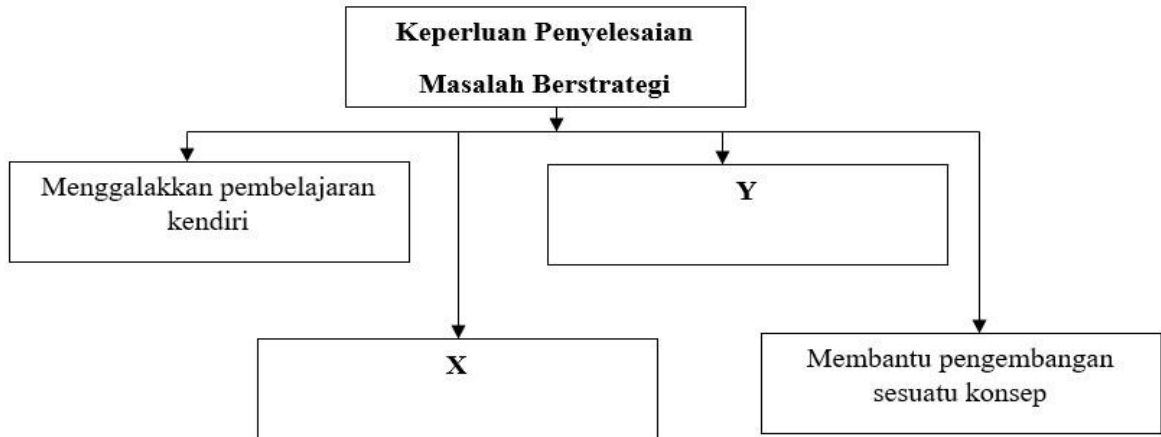 Keperluan Penyelesaian
Masalah Berstrategi
Menggalakkan pembelajaran
kendiri
Y
X
Membantu pengembangan
sesuatu konsep